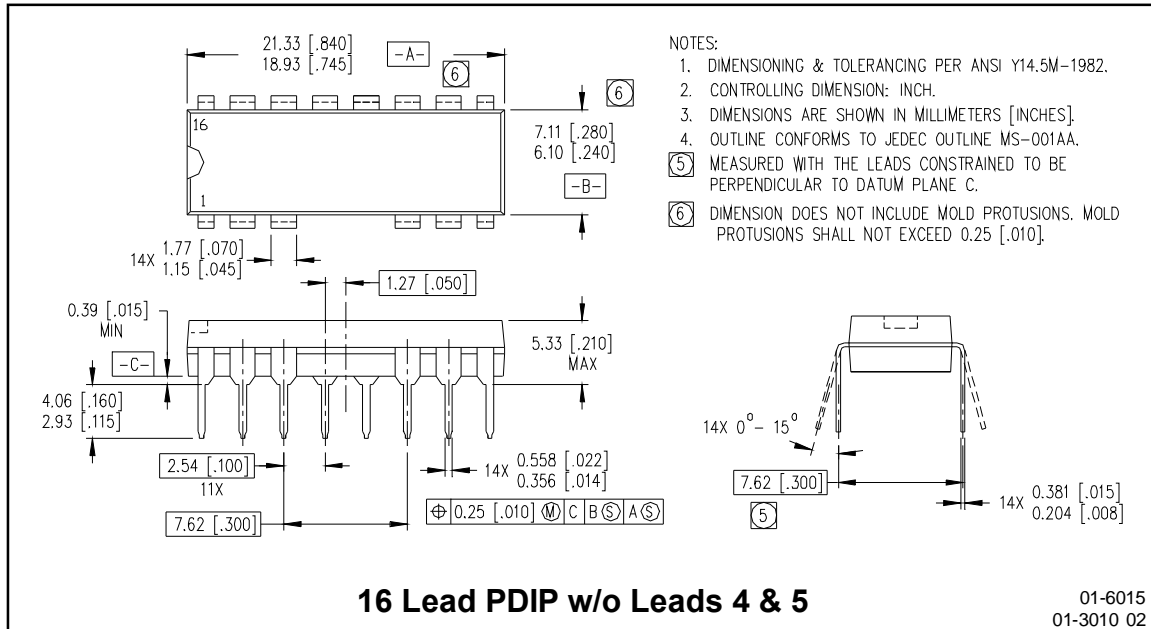 21.33 [.840]
18.93 [.745]
-A-
6
6
16
1
7.11 [.280]
6.10 [.240]
-B-
NOTES:
1. DIMENSIONING & TOLERANCING PER ANSI Y14.5M-1982.
2. CONTROLLING DIMENSION: INCH.
3. DIMENSIONS ARE SHOWN IN MILLIMETERS [INCHES].
4. OUTLINE CONFORMS TO JEDEC OUTLINE MS-001AA.
5 MEASURED WITH THE LEADS CONSTRAINED TO BE
PERPENDICULAR TO DATUM PLANE C.
6 DIMENSION DOES NOT INCLUDE MOLD PROTUSIONS. MOLD
PROTUSIONS SHALL NOT EXCEED 0.25 [.010].
14X 1.77 [.070]
1.15 [.045]
1.27 [.050]
0.39 [.015]
MIN
-C-
5.33 [.210]
MAX
4.06 [.160]
2.93 [.115]
2.54 [.100]
11X
14X 0.558 [.022]
0.356 [.014]
⌖ 0.25 [.010] Ⓜ C B Ⓢ A Ⓢ
7.62 [.300]
14X 0° - 15°
7.62 [.300]
5
14X 0.381 [.015]
0.204 [.008]
16 Lead PDIP w/o Leads 4 & 5
01-6015
01-3010 02